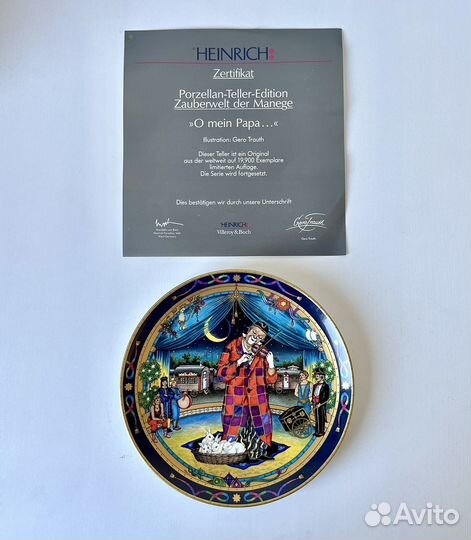 HEINRICH
Zertifikat
Porzellan-Teller-Edition
Zauberwelt der Manege
»O mein Papa...«
Illustration: Gero Trauth
Dieser Teller ist ein Original
aus der weltweit auf 19.900 Exemplare
limitierten Auflage.
Die Serie wird fortgesetzt.
Dies bestätigen wir durch unsere Unterschrift
HEINRICH
Villeroy & Boch
Gero Trauth
Avito